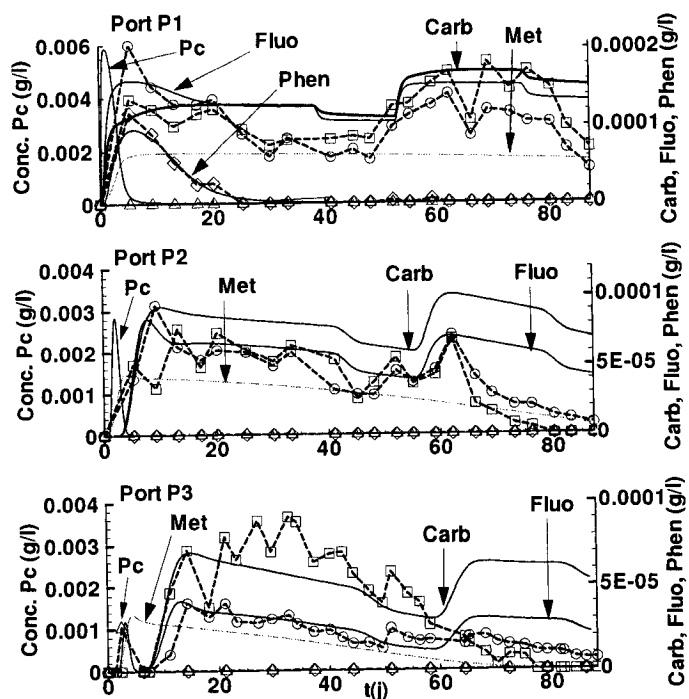 Port P1
Pc
Fluo
Phen
Carb
Met
0.006
0.004
0.002
0
0.0002
0.0001
0
0 20 40 60 80
Conc. Pc (g/l)
Carb, Fluo, Phen (g/l)
Port P2
Pc
Met
Carb
Fluo
0.004
0.003
0.002
0.001
0
0.0001
5E-05
0
0 20 40 60 80
Conc. Pc (g/l)
Carb, Fluo, Phen (g/l)
Port P3
Met
Pc
Carb
Fluo
0.004
0.003
0.002
0.001
0
0.0001
5E-05
0
0 20 40 60 80
t(j)
Conc. Pc (g/l)
Carb, Fluo, Phen (g/l)